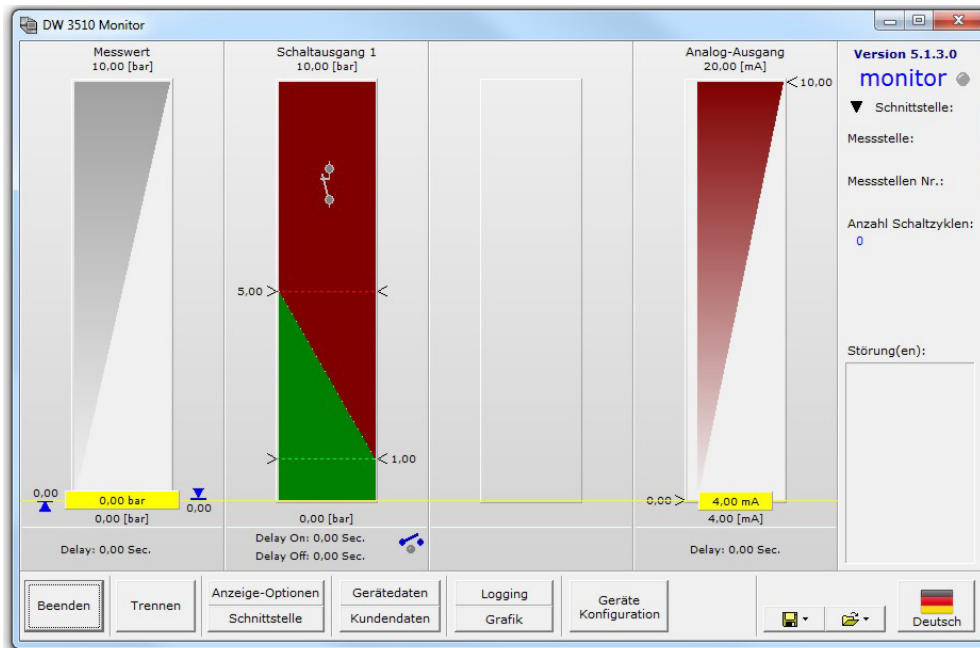 DW 3510 Monitor
Messwert
10,00 [bar]
0,00
0,00 bar
0,00
0,00 [bar]
Delay: 0,00 Sec.
Schaltausgang 1
10,00 [bar]
5,00
1,00
0,00 [bar]
Delay On: 0,00 Sec.
Delay Off: 0,00 Sec.
Analog-Ausgang
20,00 [mA]
10,00
0,00
4,00 mA
4,00 [mA]
Delay: 0,00 Sec.
Version 5.1.3.0
monitor
Schnittstelle:
Messstelle:
Messstellen Nr.:
Anzahl Schaltzyklen:
0
Störung(en):
Beenden
Trennen
Anzeige-Optionen
Schnittstelle
Gerätedaten
Kundendaten
Logging
Grafik
Geräte
Konfiguration
Deutsch